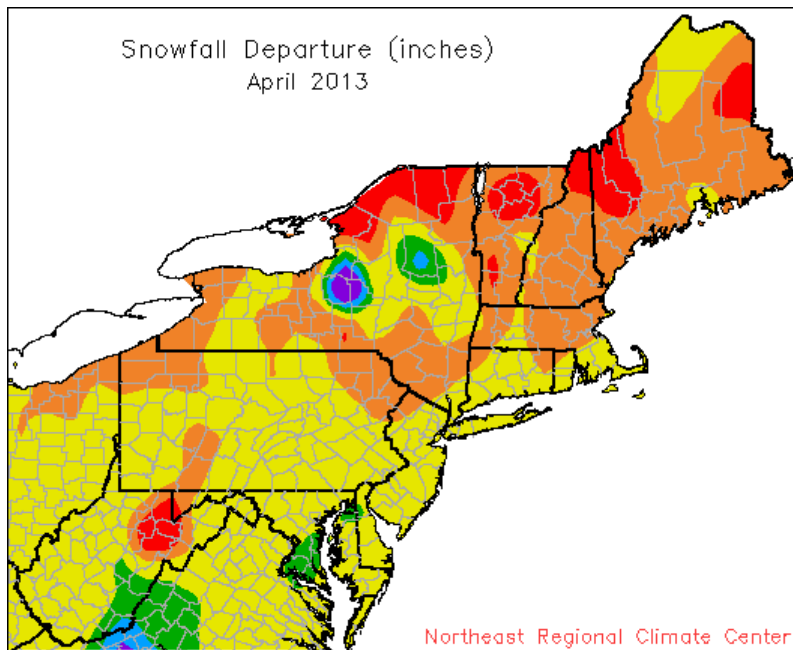 Snowfall Departure (inches)
April 2013
Northeast Regional Climate Center